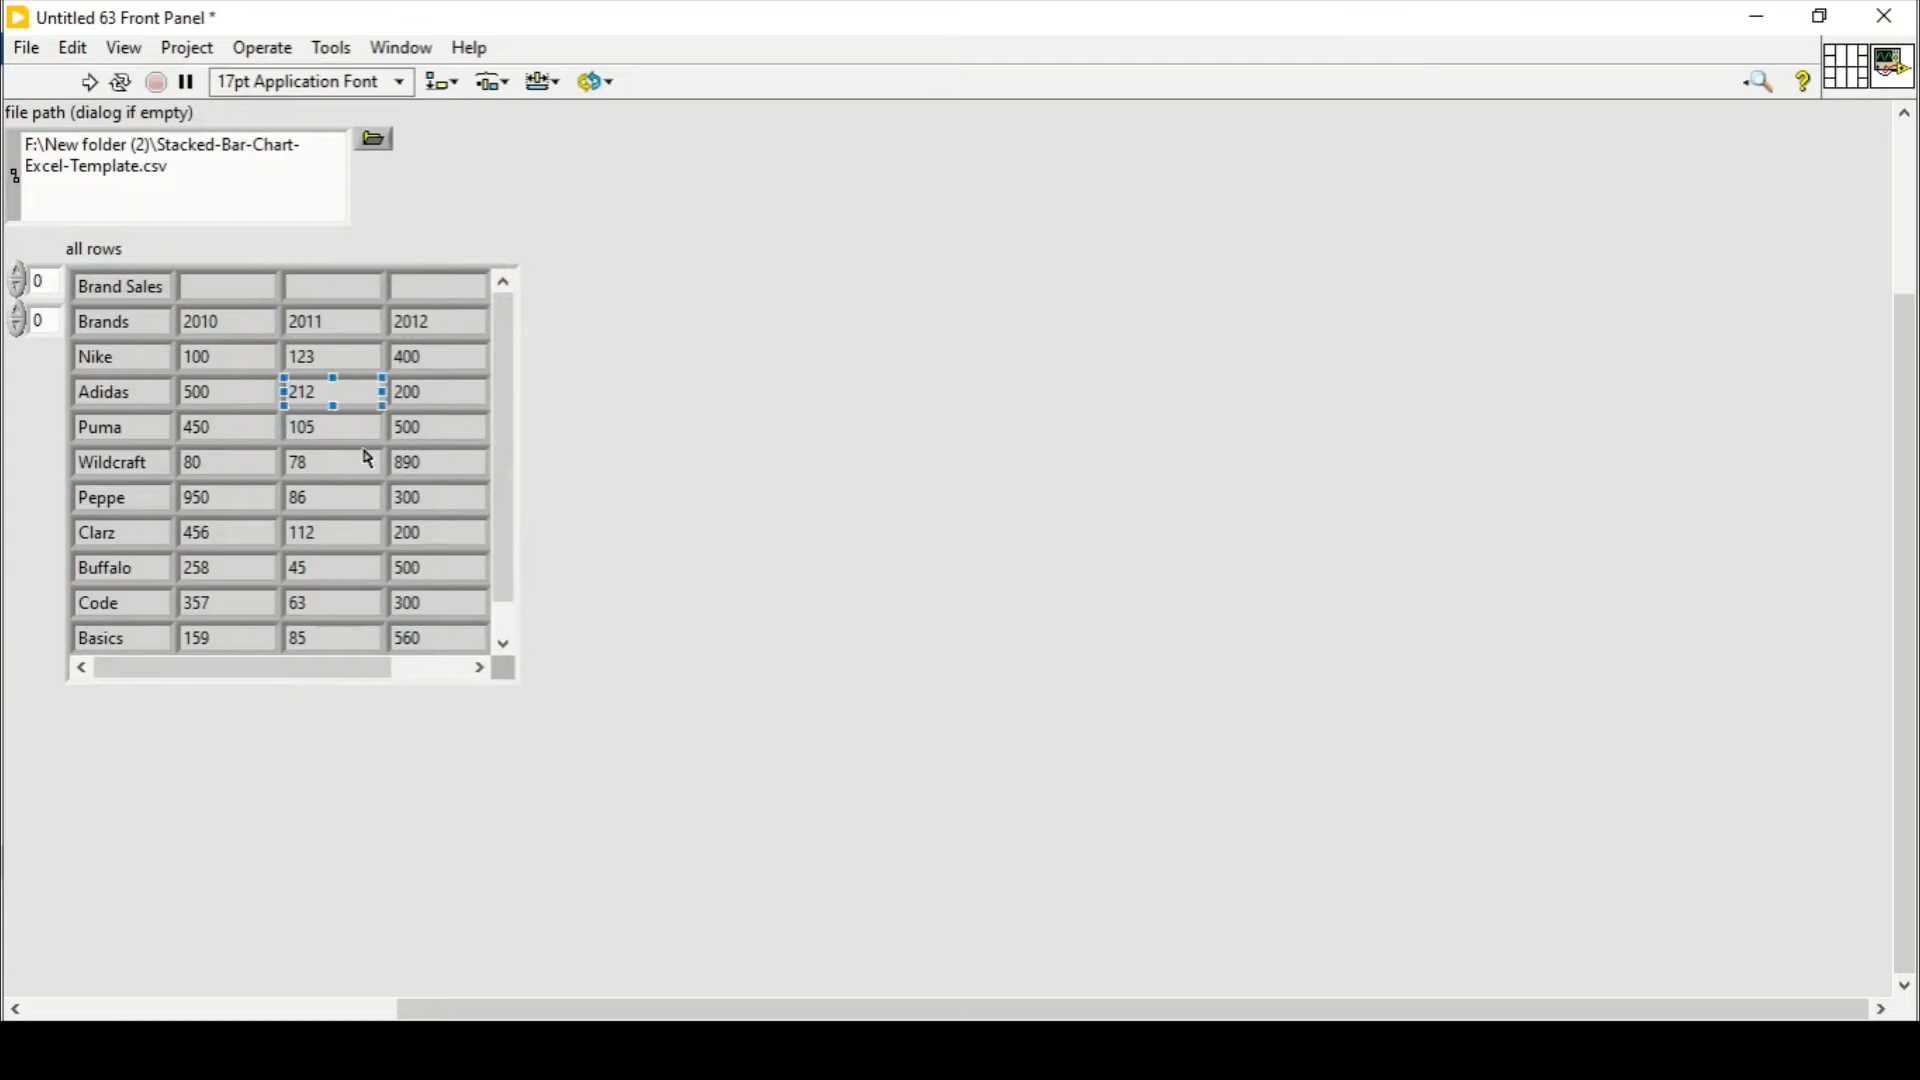 Untitled 63 Front Panel *
File Edit View Project Operate Tools Window Help
17pt Application Font
?
file path (dialog if empty)
F:\New folder (2)\Stacked-Bar-Chart-
Excel-Template.csv
all rows
0 Brand Sales
0 Brands 2010 2011 2012
Nike 100 123 400
Adidas 500 212 200
Puma 450 105 500
Wildcraft 80 78 890
Peppe 950 86 300
Clarz 456 112 200
Buffalo 258 45 500
Code 357 63 300
Basics 159 85 560